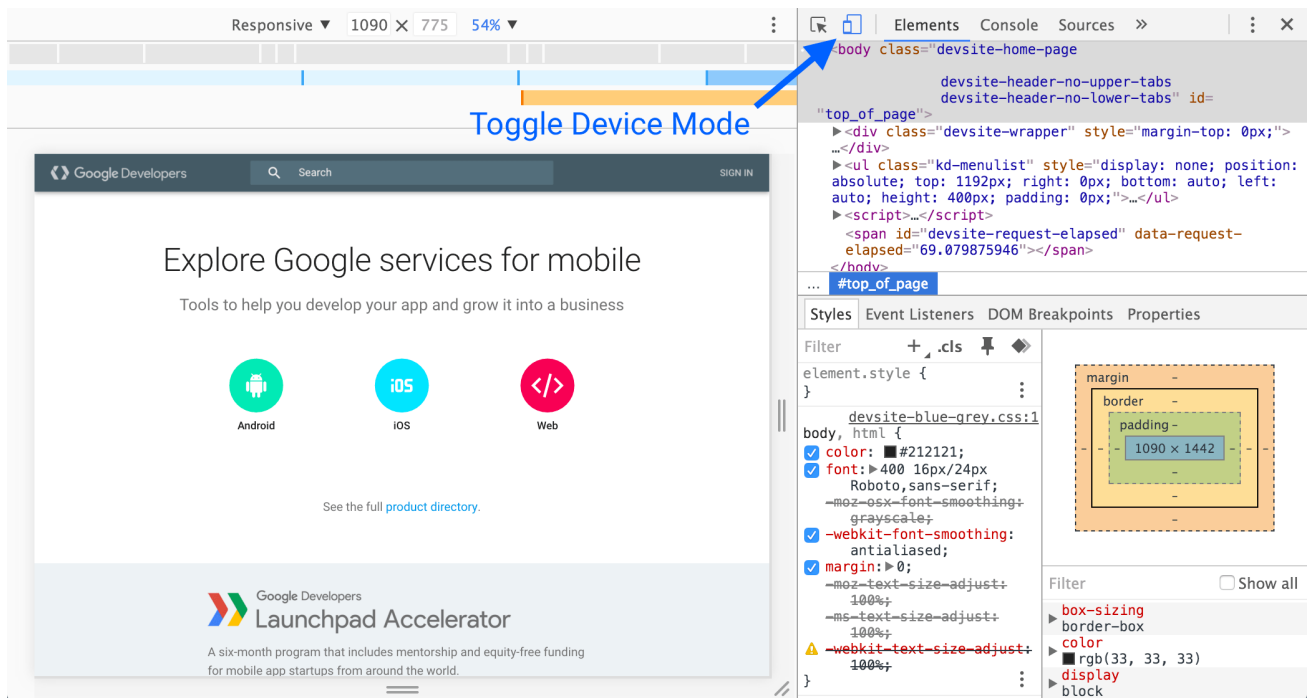 Responsive ▼ 1090 × 775 54% ▼
Toggle Device Mode
Google Developers Search SIGN IN
Explore Google services for mobile
Tools to help you develop your app and grow it into a business
iOS </>
Android iOS Web
See the full product directory.
Google Developers
Launchpad Accelerator
A six-month program that includes mentorship and equity-free funding
for mobile app startups from around the world.
Elements Console Sources »
<body class="devsite-home-page
devsite-header-no-upper-tabs
devsite-header-no-lower-tabs" id=
"top_of_page">
▶<div class="devsite-wrapper" style="margin-top: 0px;">
…</div>
▶<ul class="kd-menulist" style="display: none; position:
absolute; top: 1192px; right: 0px; bottom: auto; left:
auto; height: 400px; padding: 0px;">…</ul>
▶<script>…</script>
<span id="devsite-request-elapsed" data-request-
elapsed="69.079875946"></span>
</body>
... #top_of_page
Styles Event Listeners DOM Breakpoints Properties
Filter + .cls
element.style {
}
devsite-blue-grey.css:1
body, html {
color: #212121;
font:▶400 16px/24px
Roboto,sans-serif;
-moz-osx-font-smoothing:
grayscale;
-webkit-font-smoothing:
antialiased;
margin:▶0;
-moz-text-size-adjust:
100%;
-ms-text-size-adjust:
100%;
-webkit-text-size-adjust:
100%;
}
margin -
border -
padding -
- - - 1090 × 1442 - - -
-
-
-
Filter Show all
▶box-sizing
border-box
▶color
rgb(33, 33, 33)
▶display
block